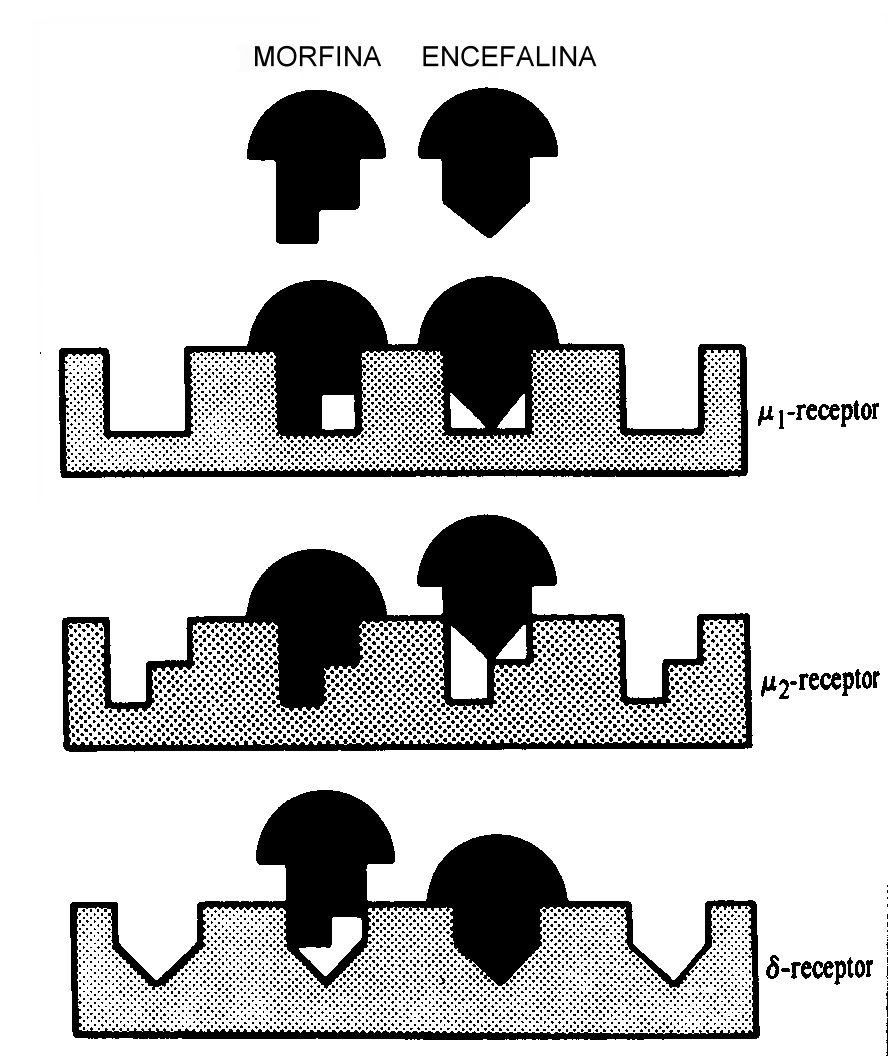 MORFINA ENCEFALINA
μ₁-receptor
μ₂-receptor
δ-receptor